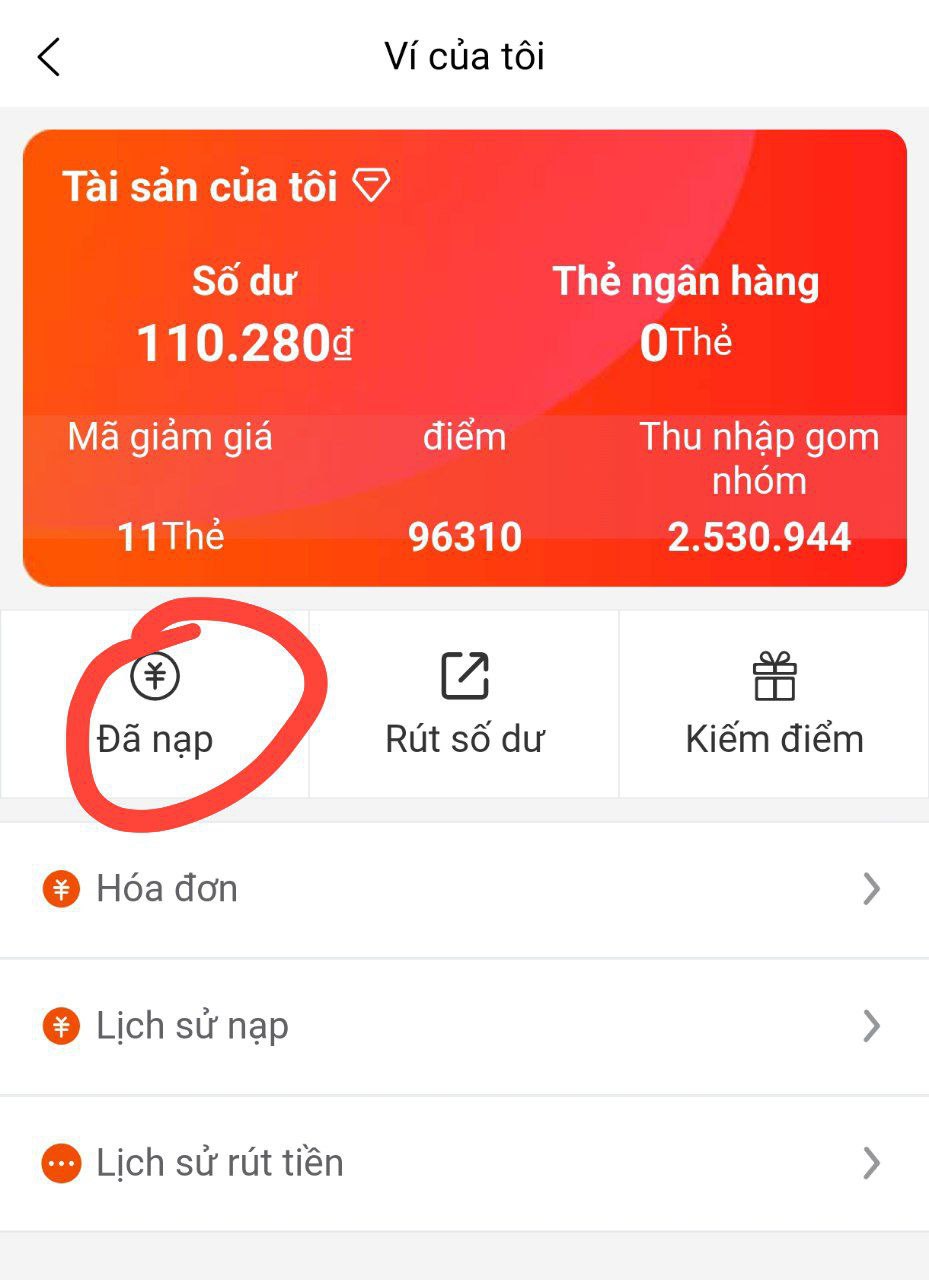 Ví của tôi
Tài sản của tôi
Số dư
Thẻ ngân hàng
110.280₫
0Thẻ
Mã giảm giá
điểm
Thu nhập gom
nhóm
11Thẻ
96310
2.530.944
¥
Đã nạp
Rút số dư
Kiếm điểm
¥ Hóa đơn
¥ Lịch sử nạp
Lịch sử rút tiền